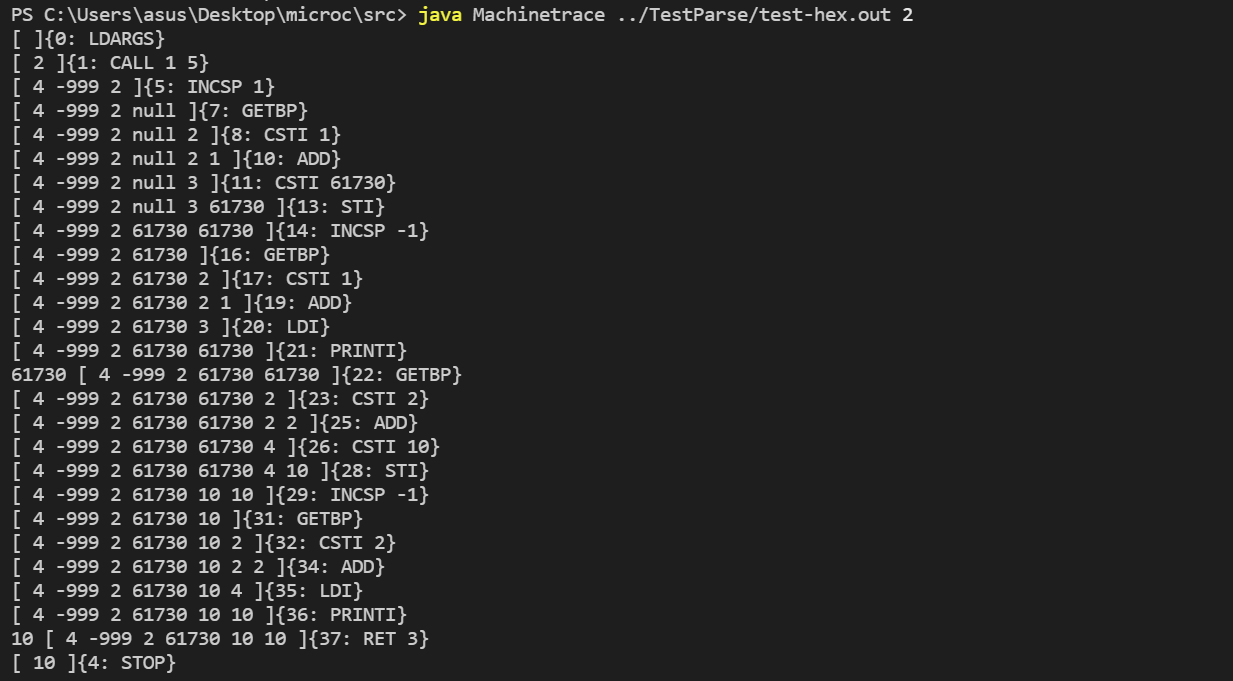 PS C:\Users\asus\Desktop\microc\src> java Machinetrace ../TestParse/test-hex.out 2
[ ]{0: LDARGS}
[ 2 ]{1: CALL 1 5}
[ 4 -999 2 ]{5: INCSP 1}
[ 4 -999 2 null ]{7: GETBP}
[ 4 -999 2 null 2 ]{8: CSTI 1}
[ 4 -999 2 null 2 1 ]{10: ADD}
[ 4 -999 2 null 3 ]{11: CSTI 61730}
[ 4 -999 2 null 3 61730 ]{13: STI}
[ 4 -999 2 61730 61730 ]{14: INCSP -1}
[ 4 -999 2 61730 ]{16: GETBP}
[ 4 -999 2 61730 2 ]{17: CSTI 1}
[ 4 -999 2 61730 2 1 ]{19: ADD}
[ 4 -999 2 61730 3 ]{20: LDI}
[ 4 -999 2 61730 61730 ]{21: PRINTI}
61730 [ 4 -999 2 61730 61730 ]{22: GETBP}
[ 4 -999 2 61730 61730 2 ]{23: CSTI 2}
[ 4 -999 2 61730 61730 2 2 ]{25: ADD}
[ 4 -999 2 61730 61730 4 ]{26: CSTI 10}
[ 4 -999 2 61730 61730 4 10 ]{28: STI}
[ 4 -999 2 61730 10 10 ]{29: INCSP -1}
[ 4 -999 2 61730 10 ]{31: GETBP}
[ 4 -999 2 61730 10 2 ]{32: CSTI 2}
[ 4 -999 2 61730 10 2 2 ]{34: ADD}
[ 4 -999 2 61730 10 4 ]{35: LDI}
[ 4 -999 2 61730 10 10 ]{36: PRINTI}
10 [ 4 -999 2 61730 10 10 ]{37: RET 3}
[ 10 ]{4: STOP}